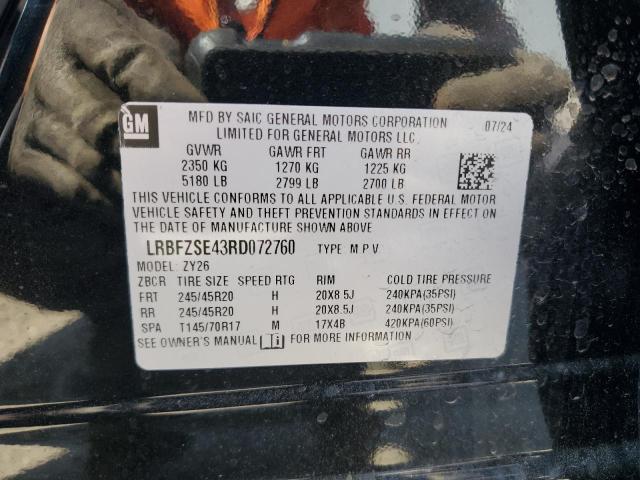 GM
MFD BY SAIC GENERAL MOTORS CORPORATION 07/24
LIMITED FOR GENERAL MOTORS LLC.
GVWR GAWR FRT GAWR RR
2350 KG 1270 KG 1225 KG
5180 LB 2799 LB 2700 LB
THIS VEHICLE CONFORMS TO ALL APPLICABLE U.S. FEDERAL MOTOR
VEHICLE SAFETY AND THEFT PREVENTION STANDARDS IN EFFECT ON
THE DATE OF MANUFACTURE SHOWN ABOVE
LRBFZSE43RD072760 TYPE: M P V
MODEL: ZY26
ZBCR TIRE SIZE SPEED RTG RIM COLD TIRE PRESSURE
FRT 245/45R20 H 20X8.5J 240KPA(35PSI)
RR 245/45R20 H 20X8.5J 240KPA(35PSI)
SPA T145/70R17 M 17X4B 420KPA(60PSI)
SEE OWNER'S MANUAL FOR MORE INFORMATION